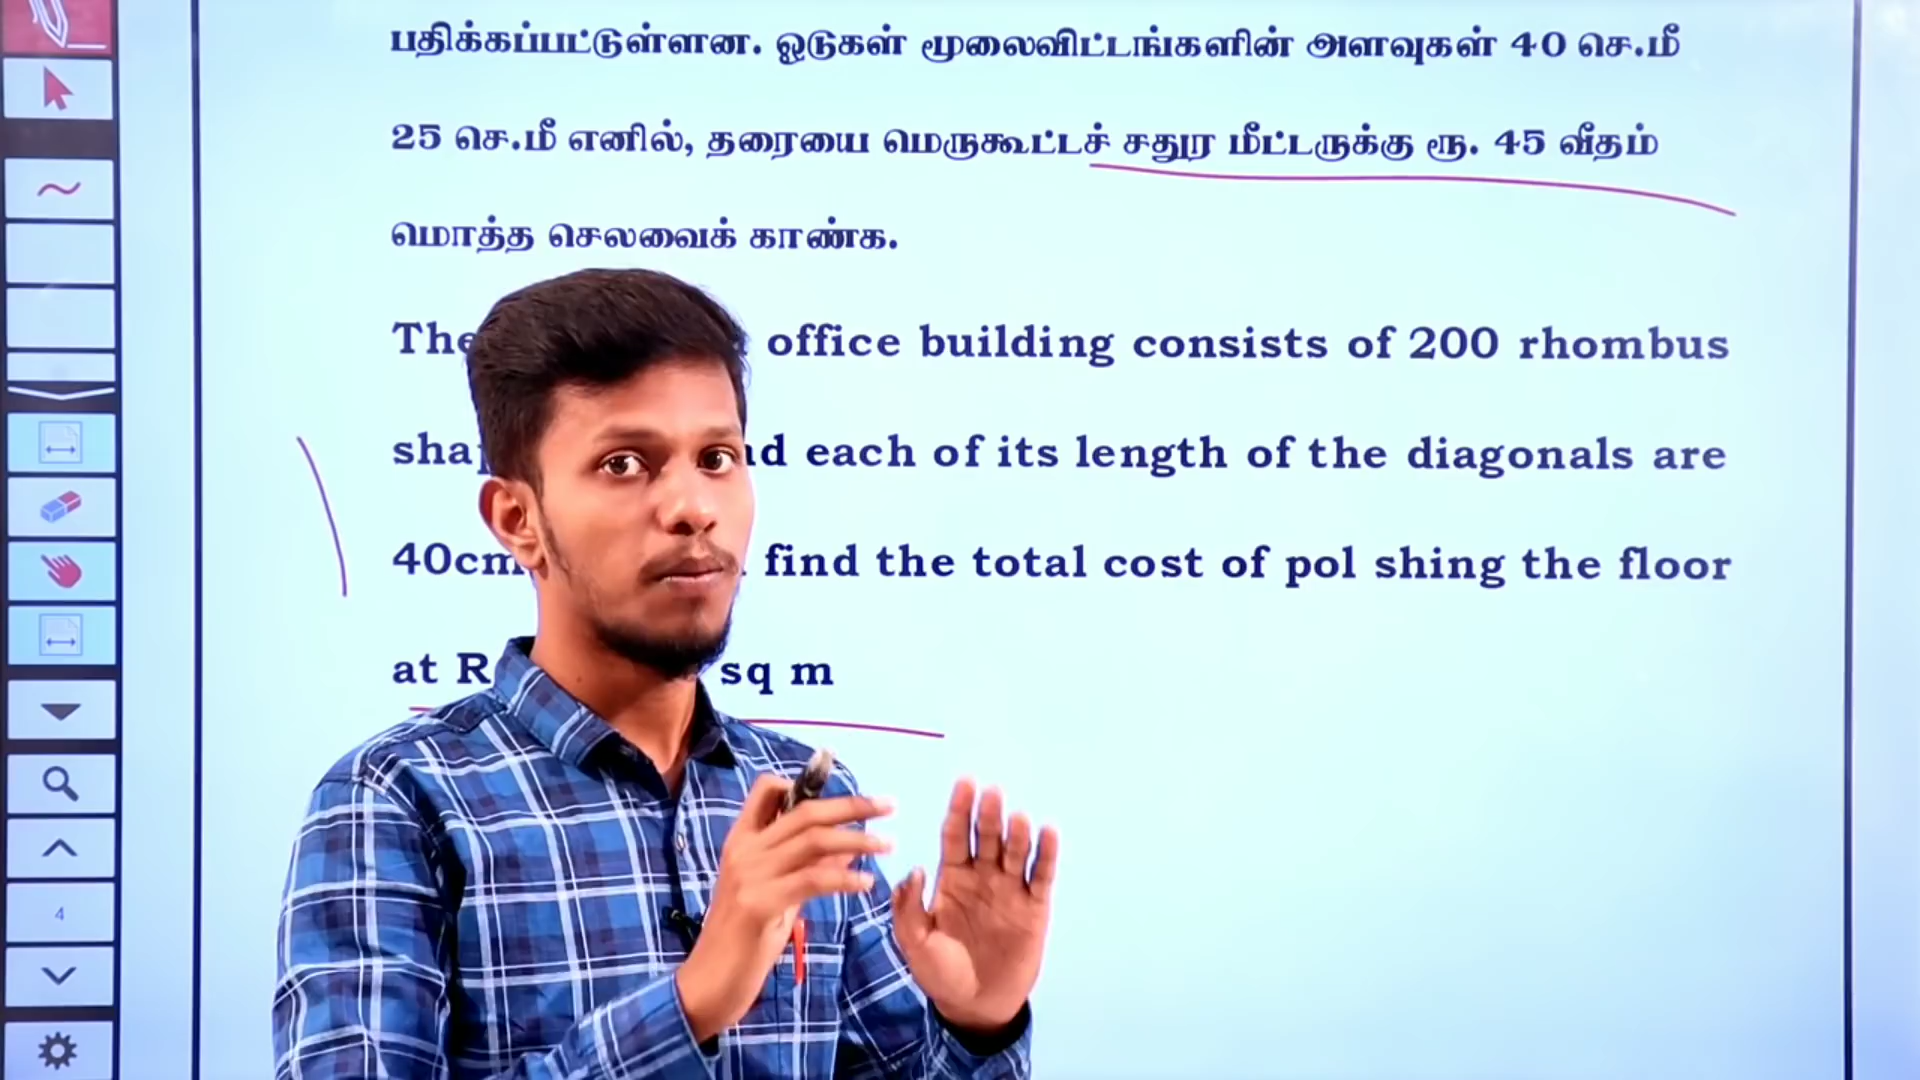 பதிக்கப்பட்டுள்ளன. ஓடுகள் மூலைவிட்டங்களின் அளவுகள் 40 செ.மீ
25 செ.மீ எனில், தரையை மெருகூட்டச் சதுர மீட்டருக்கு ரூ. 45 வீதம்
மொத்த செலவைக் காண்க.
The office building consists of 200 rhombus
each of its length of the diagonals are
40cm find the total cost of pol shing the floor
at sq m
4